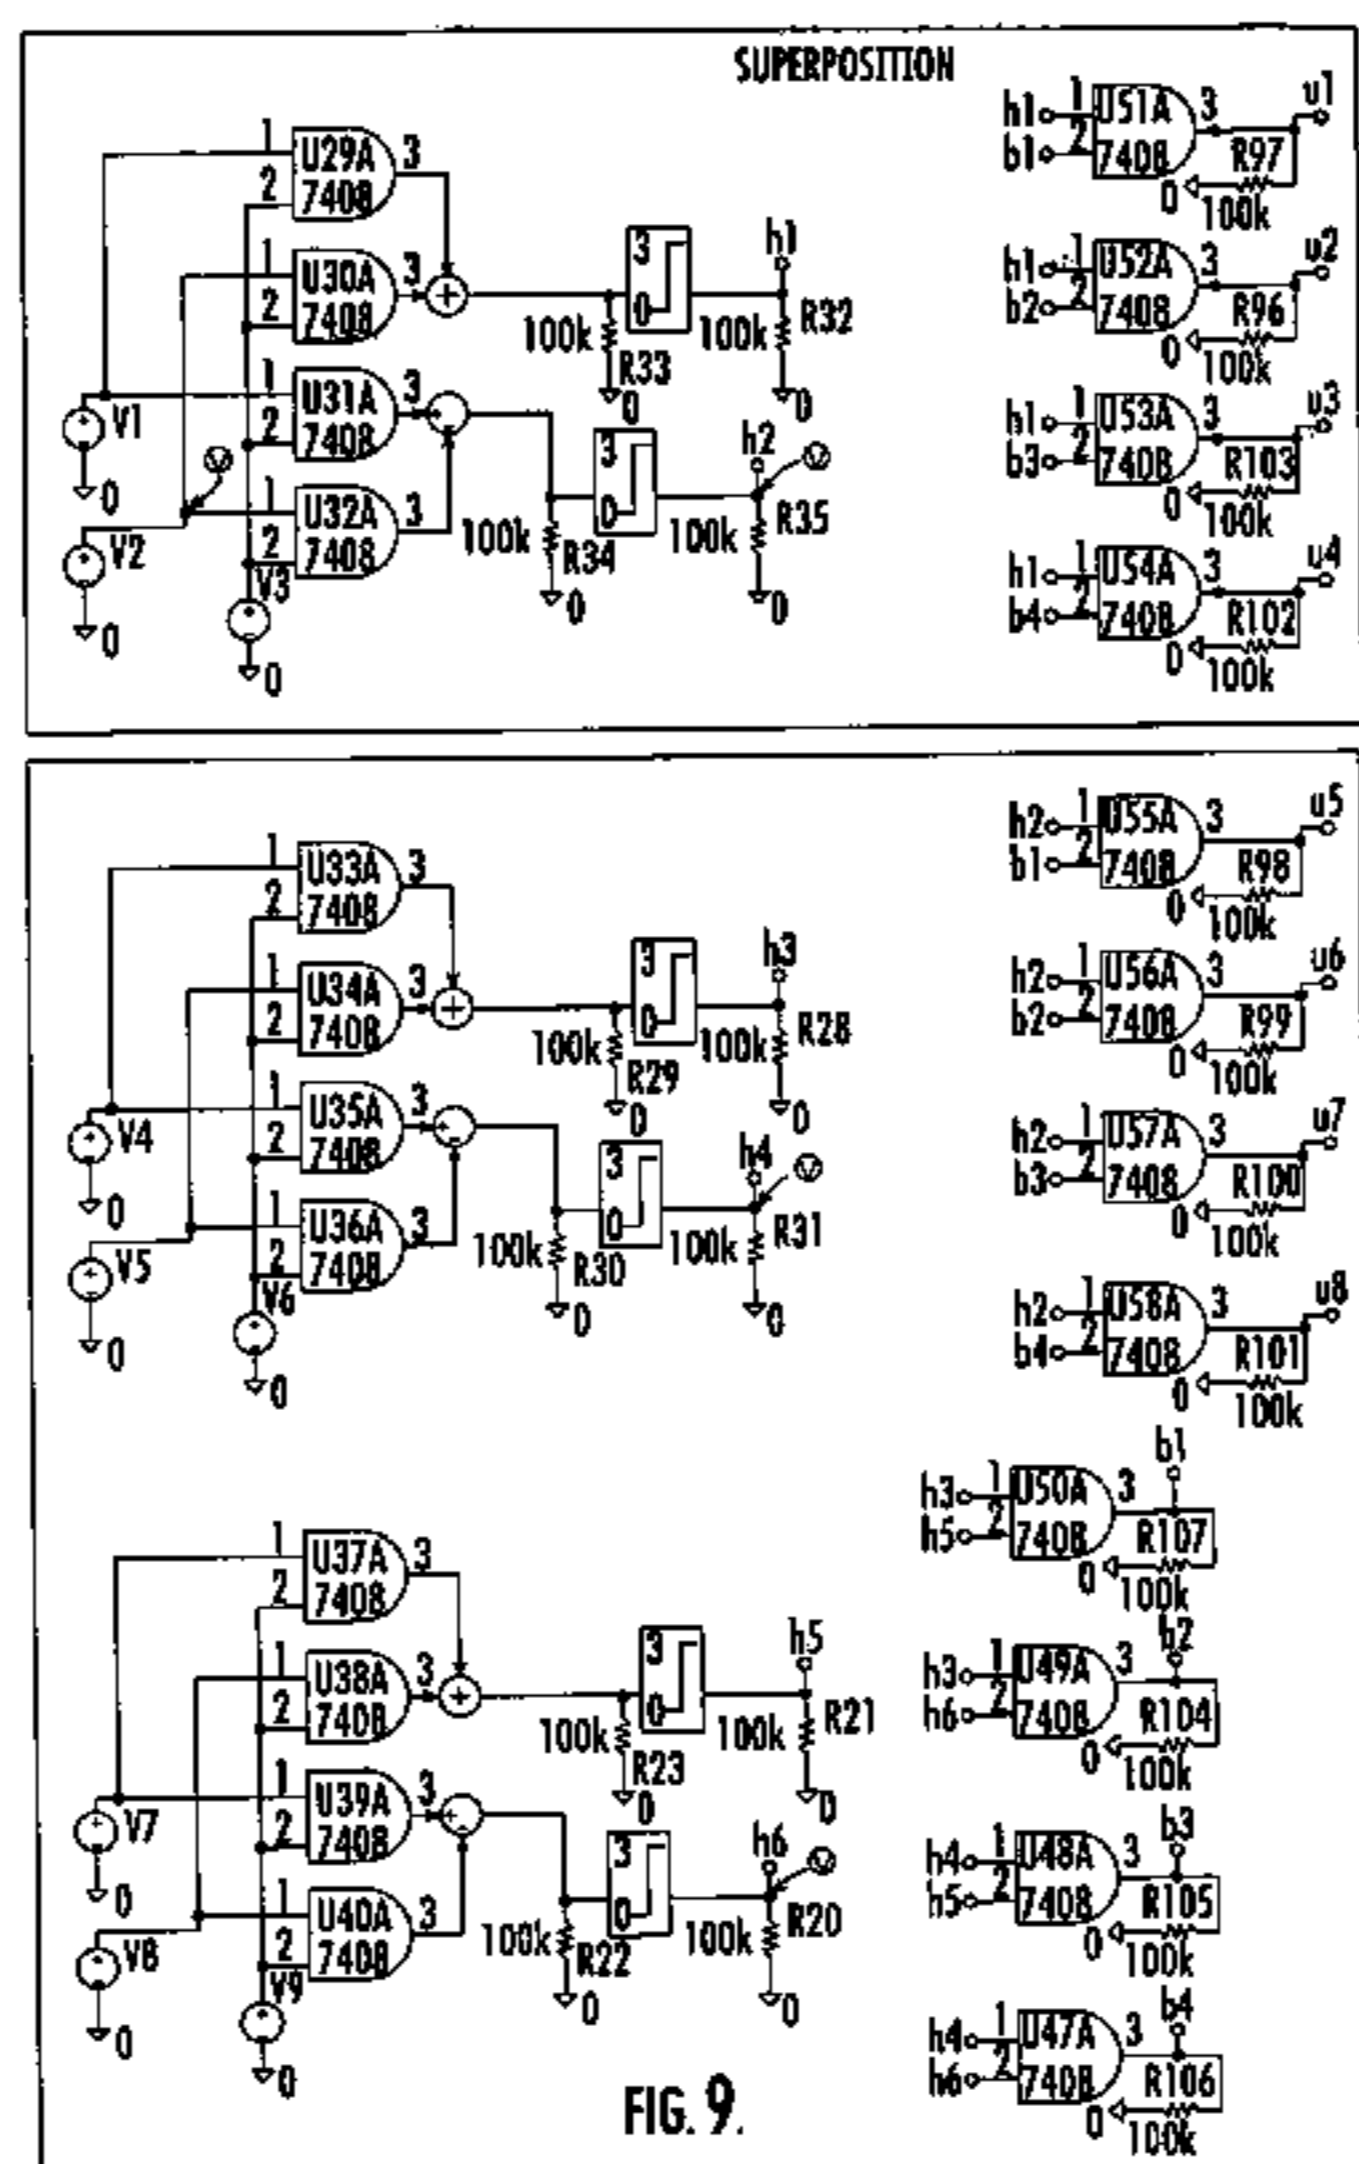 SUPERPOSITION
1
U29A
3
2
7408
1
U30A
3
2
7408
1
U31A
3
2
7408
1
U32A
3
2
7408
V1
0
V2
0
V3
0
3
0
h1
100k
R33
0
100k
R32
0
3
0
h2
100k
R34
0
100k
R35
0
h1
1
U51A
3
u1
b1
2
7408
R97
0
100k
h1
1
U52A
3
u2
b2
2
7408
R96
0
100k
h1
1
U53A
3
u3
b3
2
7408
R103
0
100k
h1
1
U54A
3
u4
b4
2
7408
R102
0
100k
1
U33A
3
2
7408
1
U34A
3
2
7408
1
U35A
3
2
7408
1
U36A
3
2
7408
V4
0
V5
0
V6
0
3
0
h3
100k
R29
0
100k
R28
0
3
0
h4
100k
R30
0
100k
R31
0
h2
1
U55A
3
u5
b1
2
7408
R98
0
100k
h2
1
U56A
3
u6
b2
2
7408
R99
0
100k
h2
1
U57A
3
u7
b3
2
7408
R100
0
100k
h2
1
U58A
3
u8
b4
2
7408
R101
0
100k
1
U37A
3
2
7408
1
U38A
3
2
7408
1
U39A
3
2
7408
1
U40A
3
2
7408
V7
0
V8
0
V9
0
3
0
h5
100k
R23
0
100k
R21
0
3
0
h6
100k
R22
0
100k
R20
0
h3
1
U50A
3
b1
h5
2
7408
R107
0
100k
h3
1
U49A
3
b2
h6
2
7408
R104
0
100k
h4
1
U48A
3
b3
h5
2
7408
R105
0
100k
h4
1
U47A
3
b4
h6
2
7408
R106
0
100k
FIG. 9.